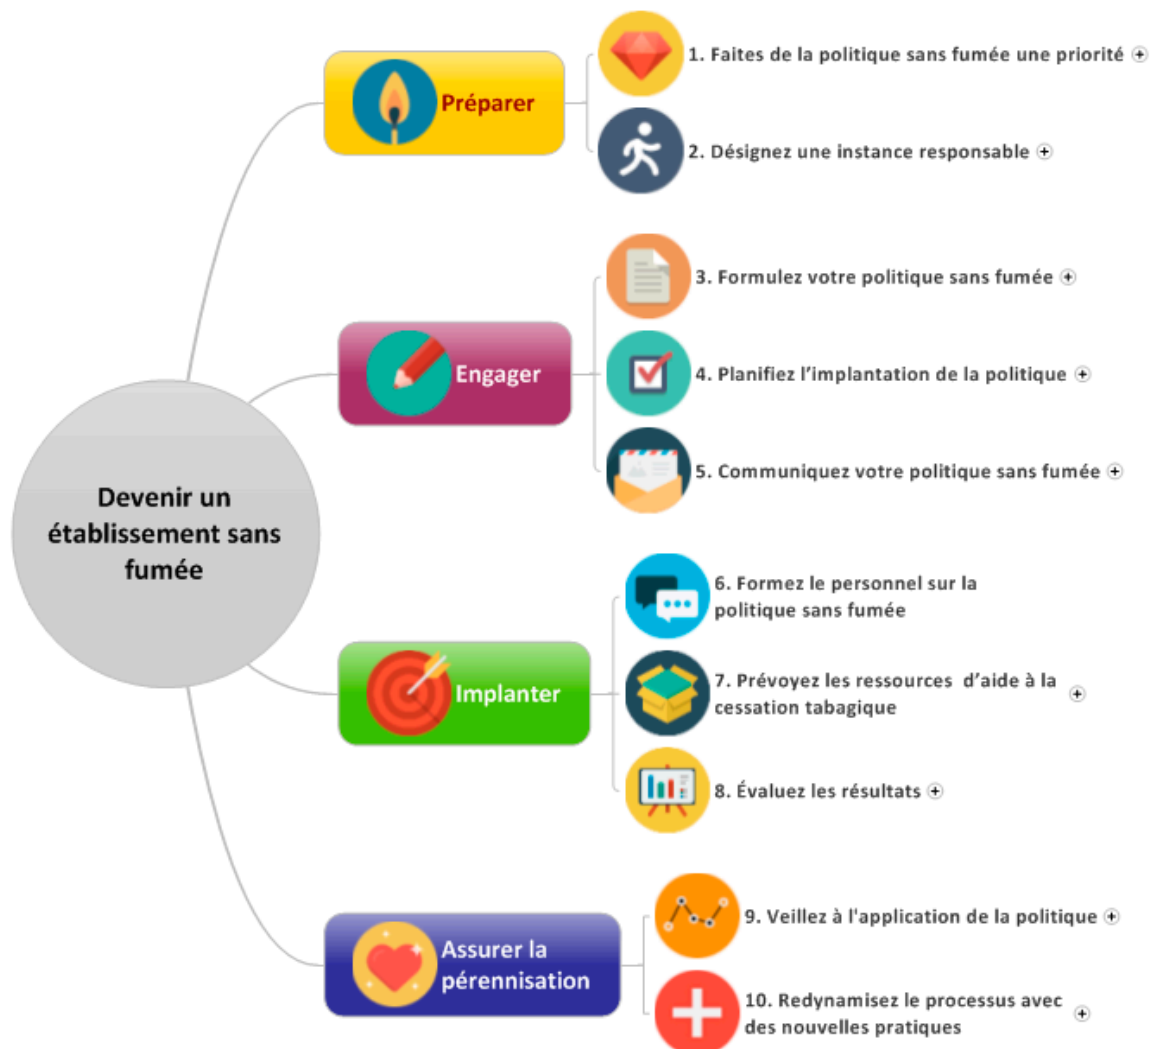 Devenir un
établissement sans
fumée
Préparer
1. Faites de la politique sans fumée une priorité
2. Désignez une instance responsable
Engager
3. Formulez votre politique sans fumée
4. Planifiez l’implantation de la politique
5. Communiquez votre politique sans fumée
Implanter
6. Formez le personnel sur la
politique sans fumée
7. Prévoyez les ressources d’aide à la
cessation tabagique
8. Évaluez les résultats
Assurer la
pérennisation
9. Veillez à l'application de la politique
10. Redynamisez le processus avec
des nouvelles pratiques